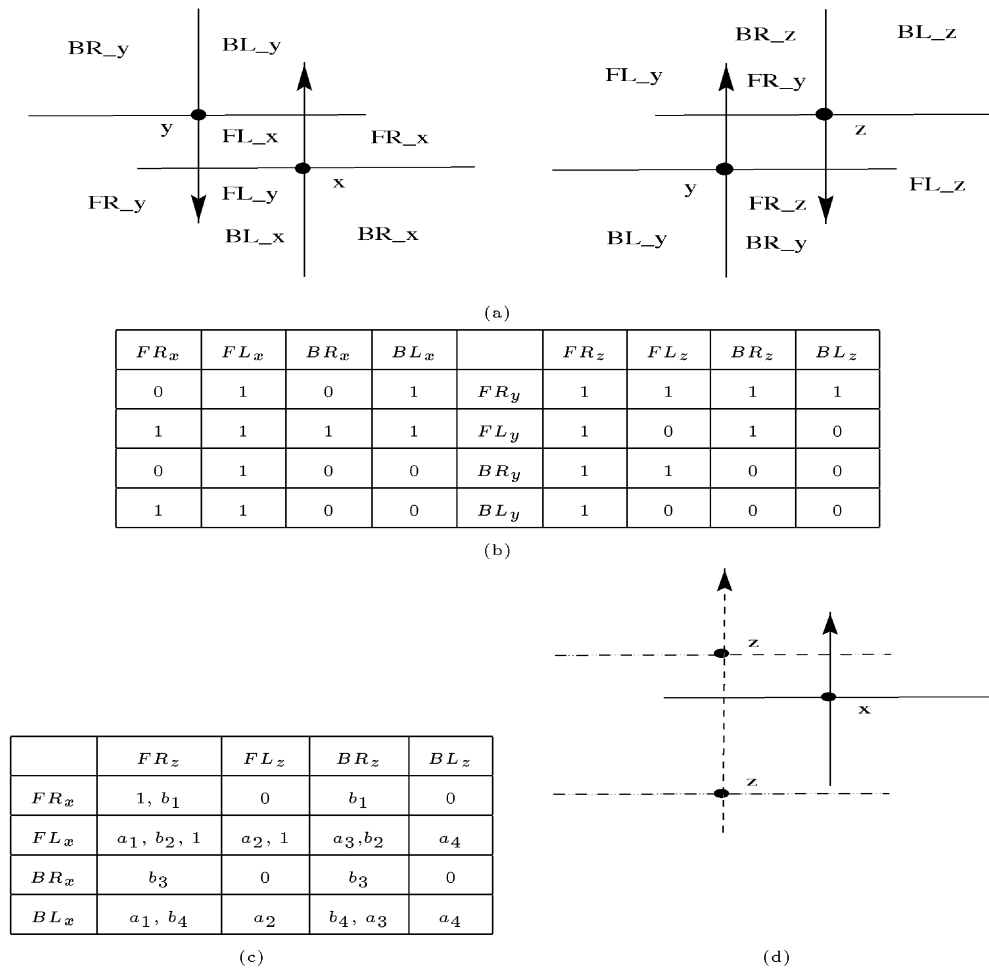 BR_y BL_y BR_z BL_z
FL_y FR_y
y FL_x FR_x z
x
FR_y FL_y y FR_z FL_z
BL_x BR_x BL_y BR_y
(a)
FR_x FL_x BR_x BL_x FR_z FL_z BR_z BL_z
0 1 0 1 FR_y 1 1 1 1
1 1 1 1 FL_y 1 0 1 0
0 1 0 0 BR_y 1 1 0 0
1 1 0 0 BL_y 1 0 0 0
(b)
z
x
z
FR_z FL_z BR_z BL_z
FR_x 1, b_1 0 b_1 0
FL_x a_1, b_2, 1 a_2, 1 a_3,b_2 a_4
BR_x b_3 0 b_3 0
BL_x a_1, b_4 a_2 b_4, a_3 a_4
(c) (d)